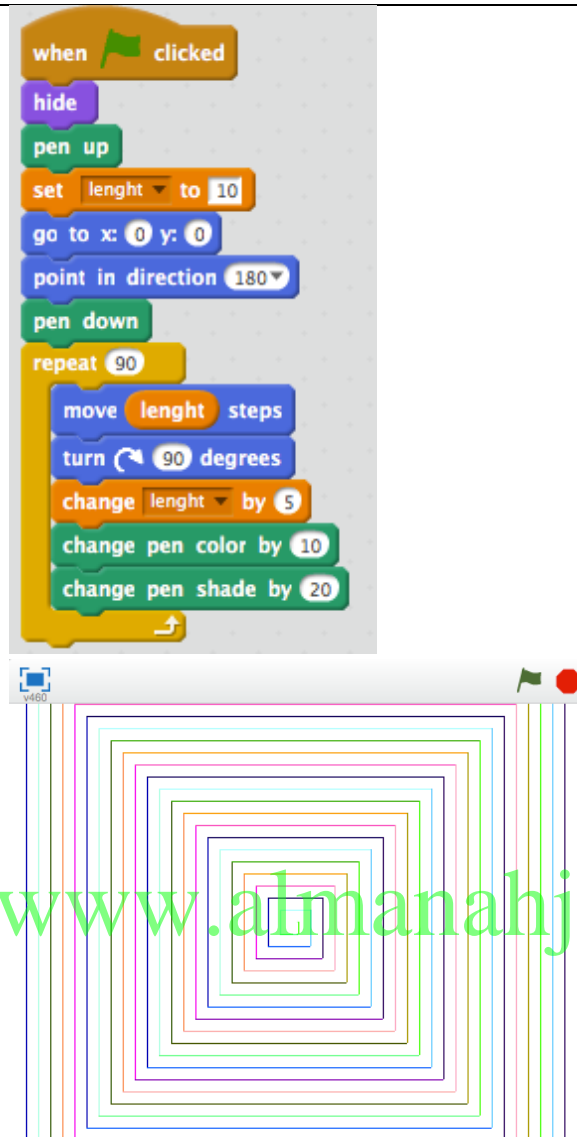 when clicked
hide
pen up
set lenght to 10
go to x: 0 y: 0
point in direction 180
pen down
repeat 90
move lenght steps
turn 90 degrees
change lenght by 5
change pen color by 10
change pen shade by 20
v460
www.almanahj